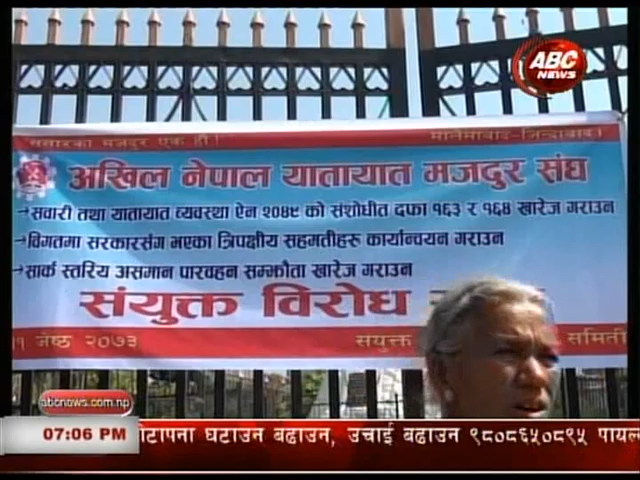 ABC
NEWS
संसारका मजदुर एक हौं ! मालेमावाद-जिन्दावाद !
अखिल नेपाल यातायात मजदुर संघ
→सवारी तथा यातायात व्यवस्था ऐन २०४९ को संशोधीत दफा १६३ र १६४ खारेज गराउन
→विगतमा सरकारसंग भएका त्रिपक्षीय सहमतीहरु कार्यान्वयन गराउन
→सार्क स्तरिय असमान पारवहन सम्झौता खारेज गराउन
संयुक्त विरोध
जेष्ठ २०७३ संयुक्त समिती
abcnews.com.np
07:06 PM टापना घटाउन बढाउन, उचाई बढाउन ९८०८६५०८९५ पायल